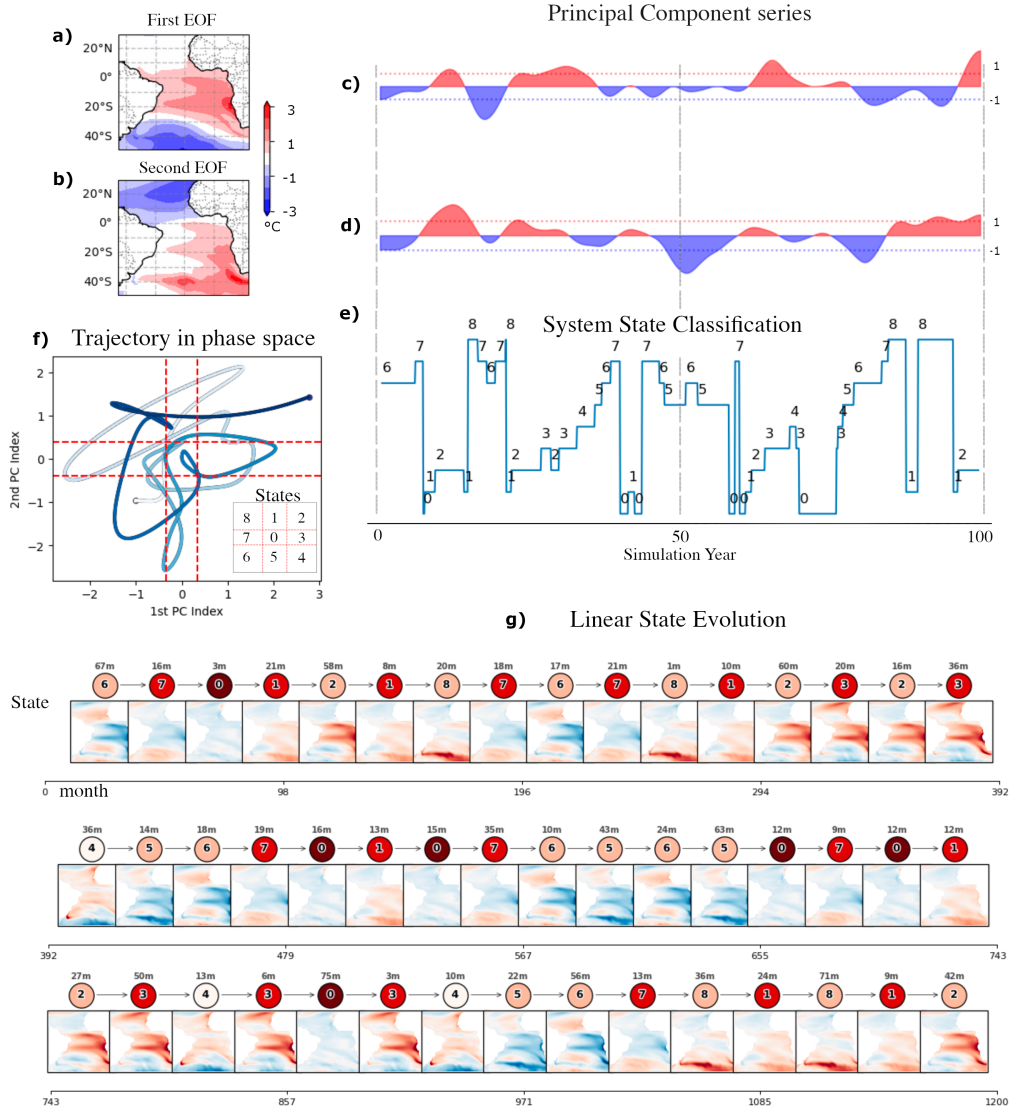 Principal Component series
First EOF
a)
20°N
0°
20°S
40°S
3
1
-1
-3
°C
Second EOF
b)
20°N
0°
20°S
40°S
c)
1
-1
d)
1
-1
e)
System State Classification
6 7 0 1 2 1 8 7 6 7 8 1 2 3 2 3 4 5 6 7 0 1 0 7 6 5 6 5 0 7 0 1 2 3 4 3 0 3 4 5 6 7 8 1 8 1 2
0 50 100
Simulation Year
f)
Trajectory in phase space
2
1
0
−1
−2
2nd PC Index
States
8 1 2
7 0 3
6 5 4
−2 −1 0 1 2 3
1st PC Index
g)
Linear State Evolution
67m 16m 3m 21m 58m 8m 20m 18m 17m 21m 1m 10m 60m 20m 16m 36m
6 7 0 1 2 1 8 7 6 7 8 1 2 3 2 3
State
0 month 98 196 294 392
36m 14m 18m 19m 16m 13m 15m 35m 10m 43m 24m 63m 12m 9m 12m 12m
4 5 6 7 0 1 0 7 6 5 6 5 0 7 0 1
392 479 567 655 743
27m 50m 13m 6m 75m 3m 10m 22m 56m 13m 36m 24m 71m 9m 42m
2 3 4 3 0 3 4 5 6 7 8 1 8 1 2
743 857 971 1085 1200